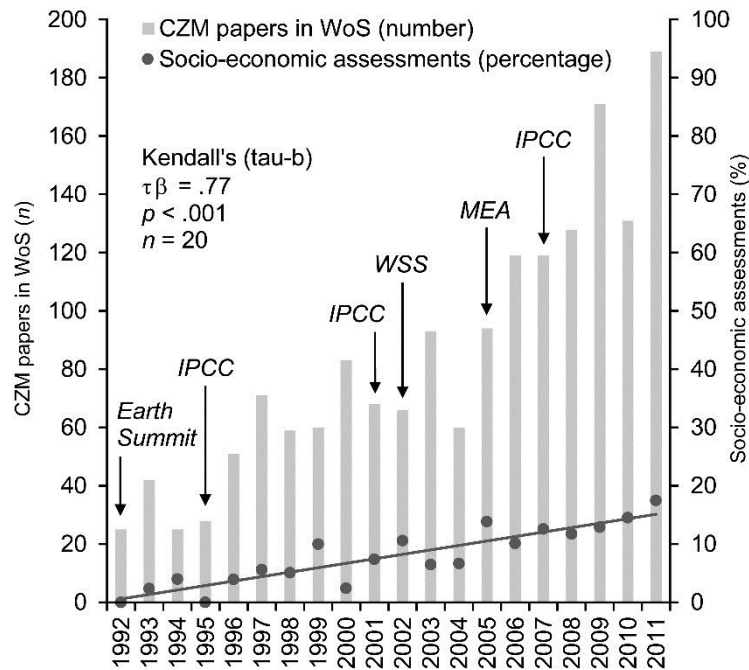 CZM papers in WoS (number)
Socio-economic assessments (percentage)
Kendall's (tau-b)
τβ = .77
p < .001
n = 20
Earth
Summit
IPCC
IPCC
WSS
MEA
IPCC
CZM papers in WoS (n)
200
180
160
140
120
100
80
60
40
20
0
Socio-economic assessments (%)
100
90
80
70
60
50
40
30
20
10
0
1992
1993
1994
1995
1996
1997
1998
1999
2000
2001
2002
2003
2004
2005
2006
2007
2008
2009
2010
2011